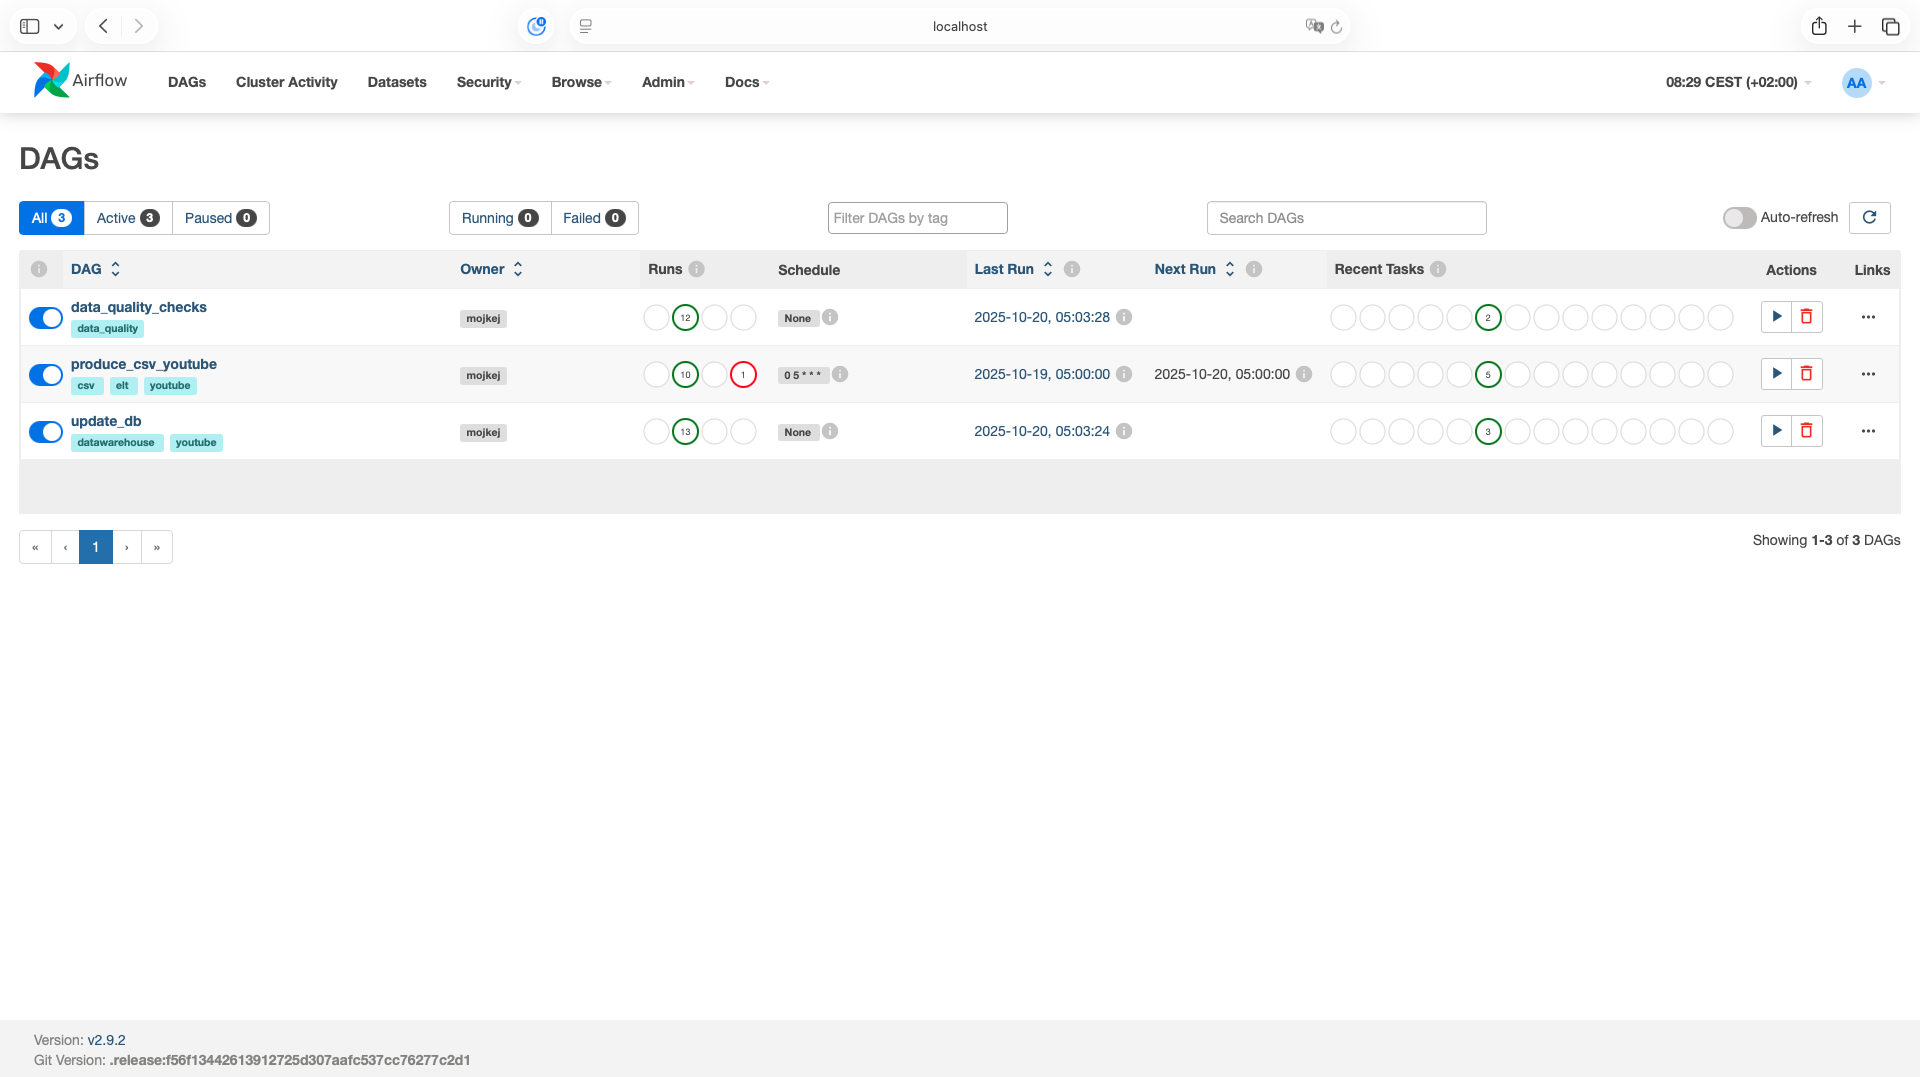 localhost
Airflow
DAGs Cluster Activity Datasets Security Browse Admin Docs 08:29 CEST (+02:00) AA
DAGs
All 3 Active 3 Paused 0 Running 0 Failed 0 Filter DAGs by tag Search DAGs Auto-refresh
DAG Owner Runs Schedule Last Run Next Run Recent Tasks Actions Links
data_quality_checks mojkej 12 None 2025-10-20, 05:03:28 2
data_quality
produce_csv_youtube mojkej 10 1 0 5 * * * 2025-10-19, 05:00:00 2025-10-20, 05:00:00 5
csv elt youtube
update_db mojkej 13 None 2025-10-20, 05:03:24 3
datawarehouse youtube
« ‹ 1 › »
Showing 1-3 of 3 DAGs
Version: v2.9.2
Git Version: .release:f56f13442613912725d307aafc537cc76277c2d1